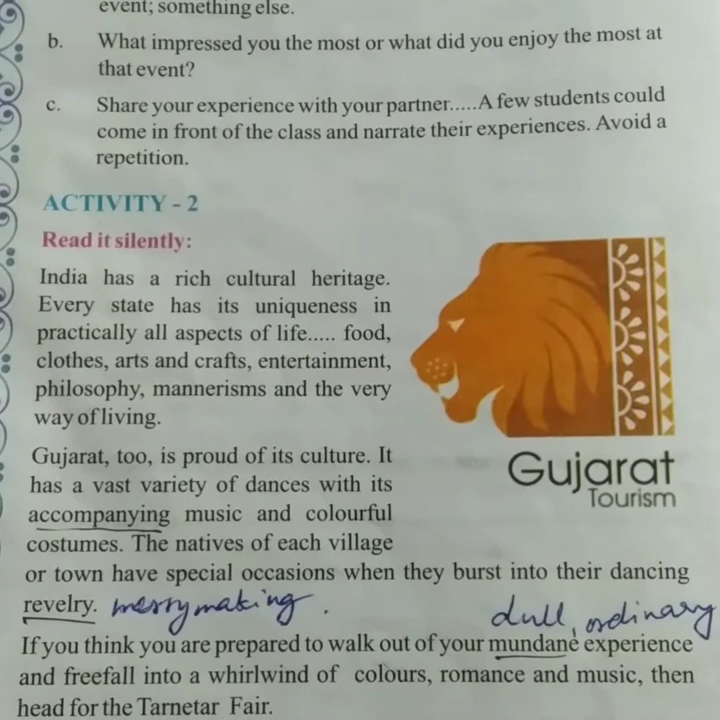 event; something else.
b. What impressed you the most or what did you enjoy the most at
that event?
c. Share your experience with your partner.....A few students could
come in front of the class and narrate their experiences. Avoid a
repetition.
ACTIVITY - 2
Read it silently:
India has a rich cultural heritage.
Every state has its uniqueness in
practically all aspects of life..... food,
clothes, arts and crafts, entertainment,
philosophy, mannerisms and the very
way of living.
Gujarat, too, is proud of its culture. It
has a vast variety of dances with its
accompanying music and colourful
costumes. The natives of each village
Gujarat
Tourism
or town have special occasions when they burst into their dancing
revelry. merrymaking.
dull, ordinary
If you think you are prepared to walk out of your mundane experience
and freefall into a whirlwind of colours, romance and music, then
head for the Tarnetar Fair.